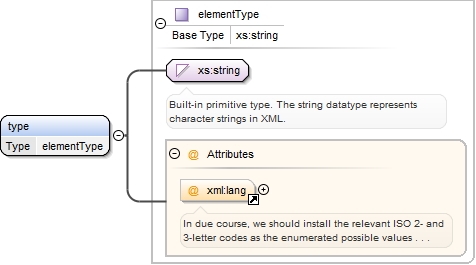 elementType
Base Type xs:string
xs:string
Built-in primitive type. The string datatype represents
character strings in XML.
type
Type elementType
@ Attributes
@ xml:lang
In due course, we should install the relevant ISO 2- and
3-letter codes as the enumerated possible values . . .